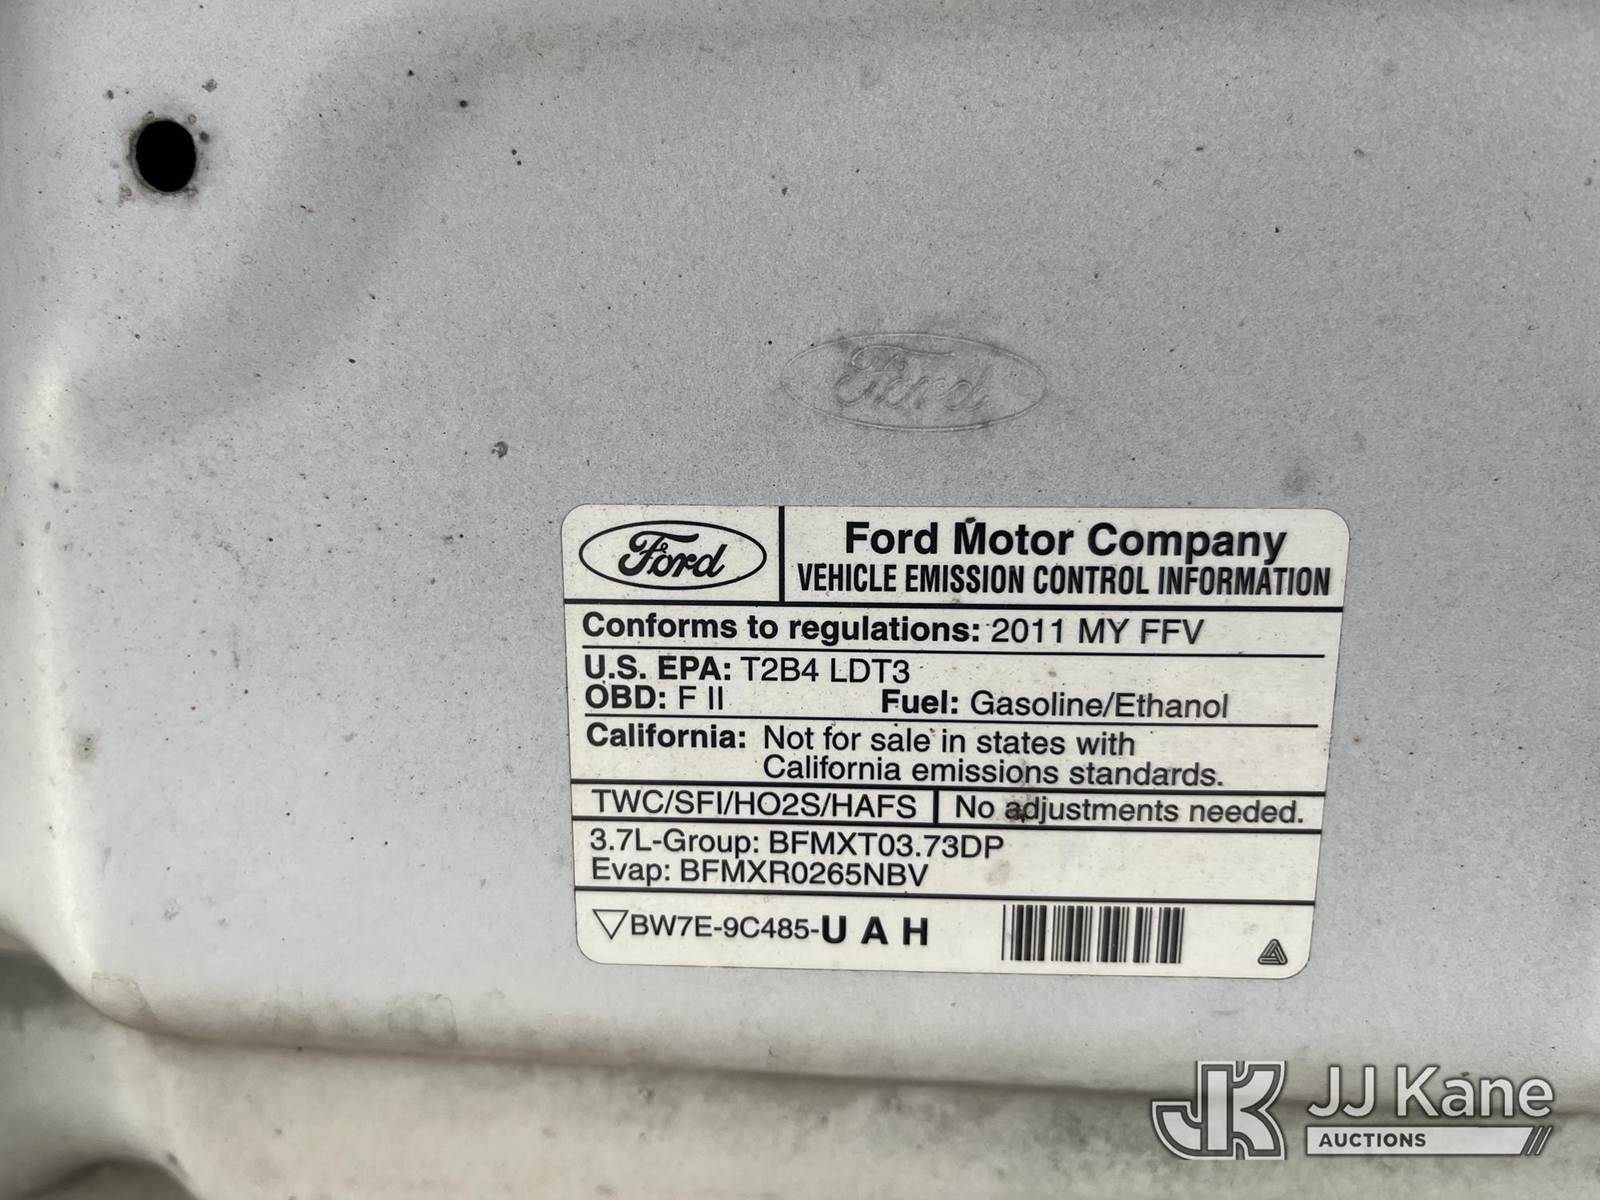 Ford
Ford
Ford Motor Company
VEHICLE EMISSION CONTROL INFORMATION
Conforms to regulations: 2011 MY FFV
U.S. EPA: T2B4 LDT3
OBD: F II Fuel: Gasoline/Ethanol
California: Not for sale in states with
California emissions standards.
TWC/SFI/HO2S/HAFS No adjustments needed.
3.7L-Group: BFMXT03.73DP
Evap: BFMXR0265NBV
BW7E-9C485-U A H
JK JJ Kane
AUCTIONS